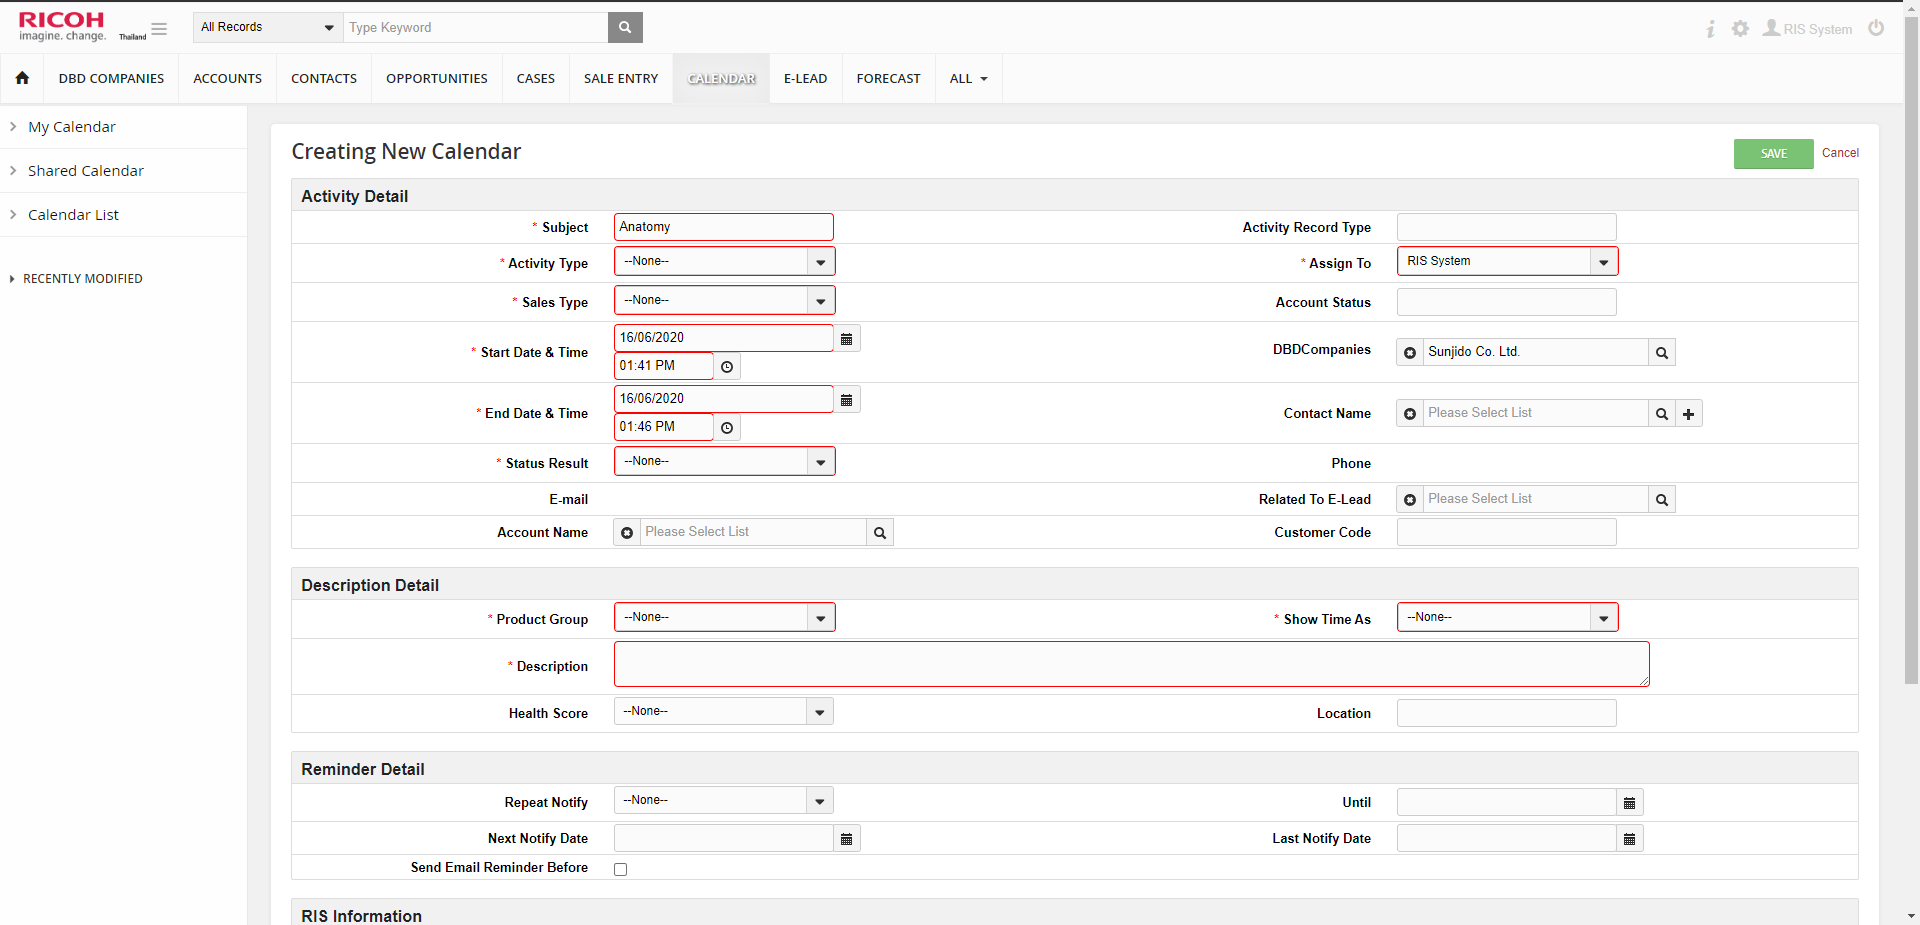 RICOH
imagine. change.
Thailand
All Records
Type Keyword
RIS System
DBD COMPANIES
ACCOUNTS
CONTACTS
OPPORTUNITIES
CASES
SALE ENTRY
CALENDAR
E-LEAD
FORECAST
ALL
My Calendar
Shared Calendar
Calendar List
RECENTLY MODIFIED
Creating New Calendar
SAVE
Cancel
Activity Detail
* Subject
Anatomy
Activity Record Type
* Activity Type
--None--
* Assign To
RIS System
* Sales Type
--None--
Account Status
* Start Date & Time
16/06/2020
01:41 PM
DBDCompanies
Sunjido Co. Ltd.
* End Date & Time
16/06/2020
01:46 PM
Contact Name
Please Select List
* Status Result
--None--
Phone
E-mail
Related To E-Lead
Please Select List
Account Name
Please Select List
Customer Code
Description Detail
* Product Group
--None--
* Show Time As
--None--
* Description
Health Score
--None--
Location
Reminder Detail
Repeat Notify
--None--
Until
Next Notify Date
Last Notify Date
Send Email Reminder Before
RIS Information